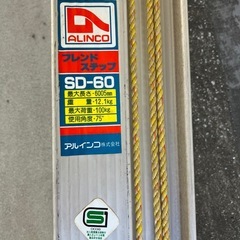 ALINCO
フレンド
ステップ
SD-60
最大長さ・6005mm
重量・12.1kg
最大荷重・100kg
使用角度・75°
アルインコ株式会社